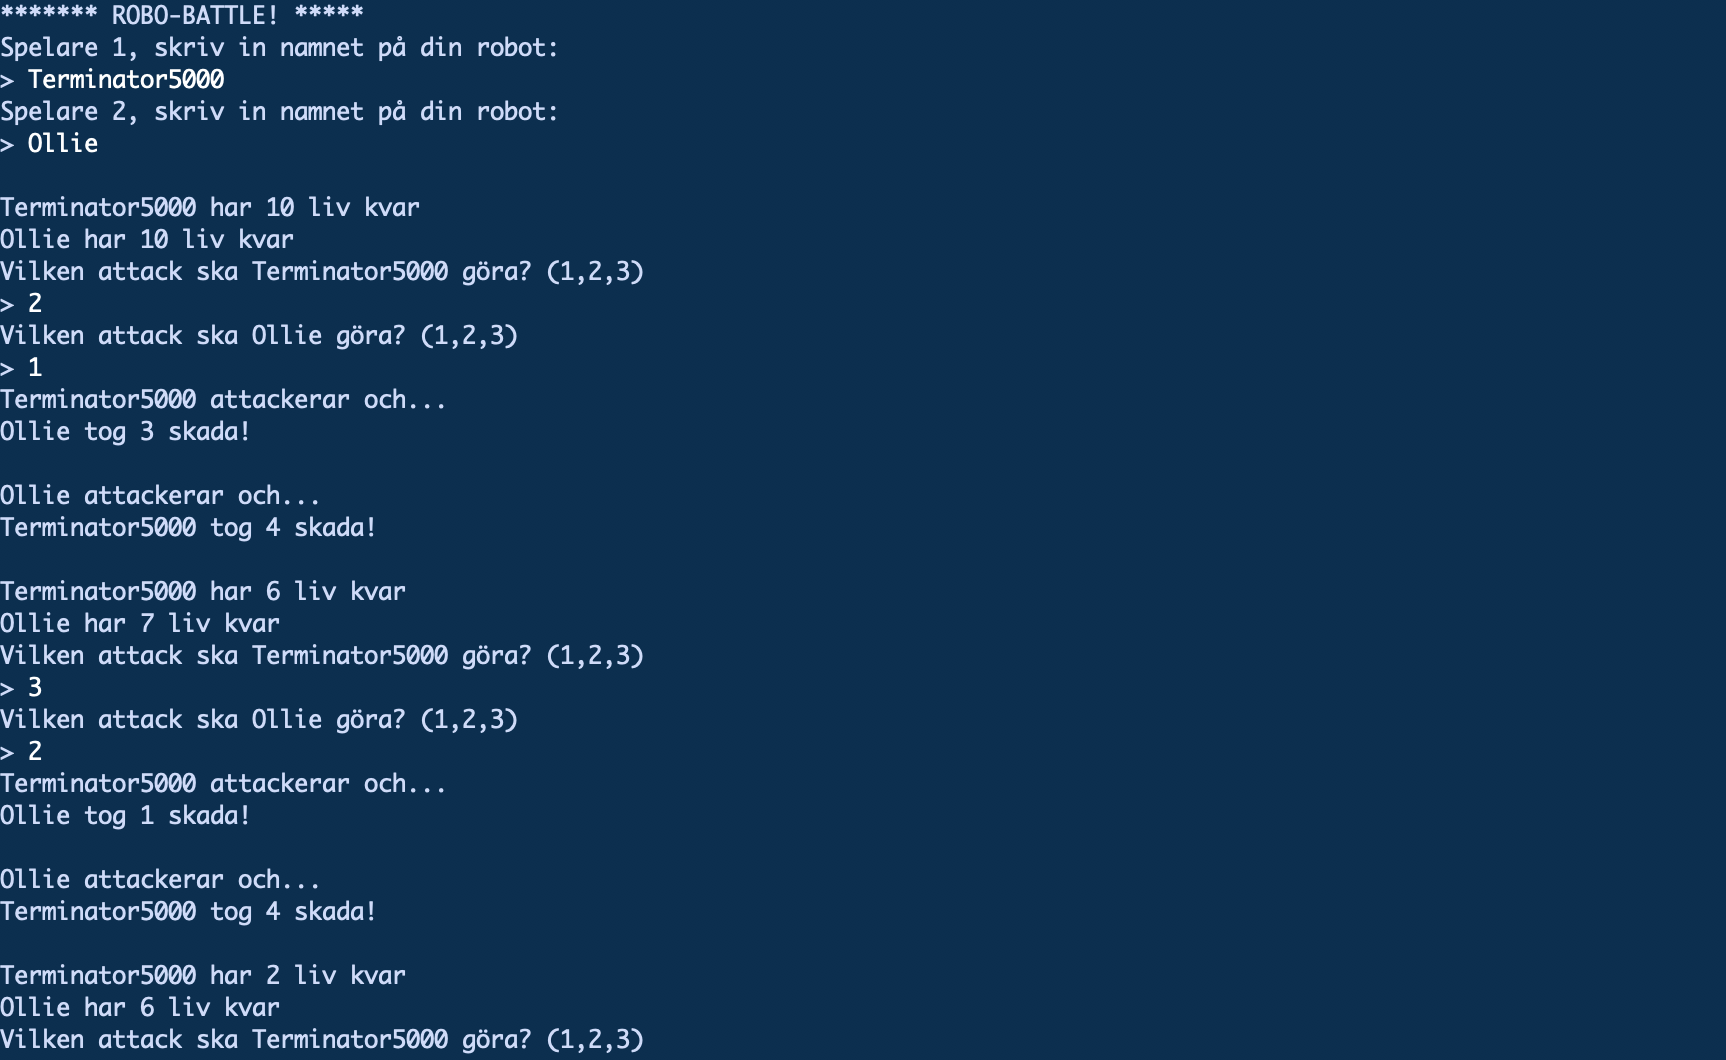 ******* ROBO-BATTLE! *****
Spelare 1, skriv in namnet på din robot:
> Terminator5000
Spelare 2, skriv in namnet på din robot:
> Ollie
Terminator5000 har 10 liv kvar
Ollie har 10 liv kvar
Vilken attack ska Terminator5000 göra? (1,2,3)
> 2
Vilken attack ska Ollie göra? (1,2,3)
> 1
Terminator5000 attackerar och...
Ollie tog 3 skada!
Ollie attackerar och...
Terminator5000 tog 4 skada!
Terminator5000 har 6 liv kvar
Ollie har 7 liv kvar
Vilken attack ska Terminator5000 göra? (1,2,3)
> 3
Vilken attack ska Ollie göra? (1,2,3)
> 2
Terminator5000 attackerar och...
Ollie tog 1 skada!
Ollie attackerar och...
Terminator5000 tog 4 skada!
Terminator5000 har 2 liv kvar
Ollie har 6 liv kvar
Vilken attack ska Terminator5000 göra? (1,2,3)